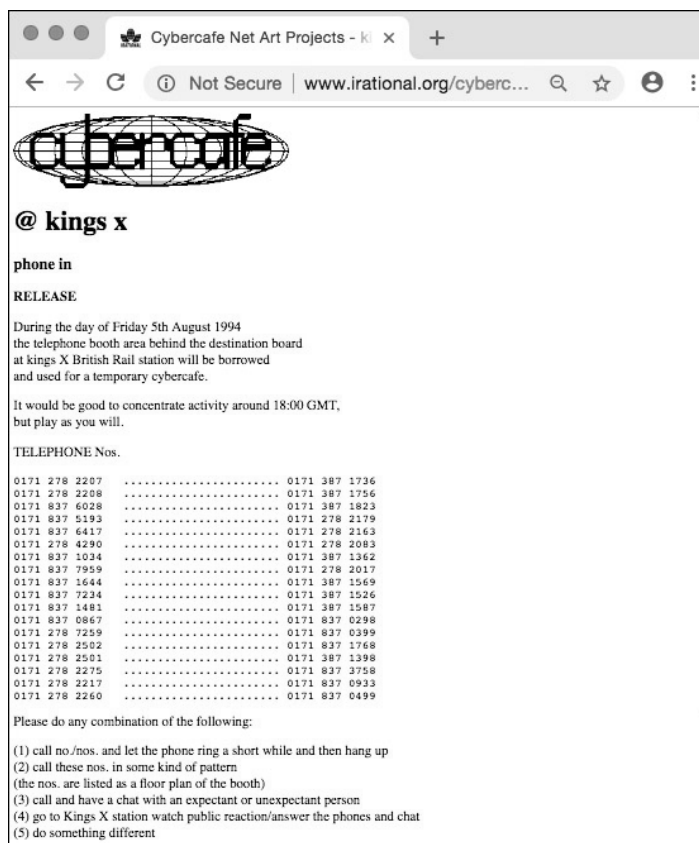 Cybercafe Net Art Projects - ki
Not Secure | www.irational.org/cyberc...
cybercafe
@ kings x
phone in
RELEASE
During the day of Friday 5th August 1994
the telephone booth area behind the destination board
at kings X British Rail station will be borrowed
and used for a temporary cybercafe.
It would be good to concentrate activity around 18:00 GMT,
but play as you will.
TELEPHONE Nos.
0171 278 2207 ....................... 0171 387 1736
0171 278 2208 ....................... 0171 387 1756
0171 837 6028 ....................... 0171 387 1823
0171 837 5193 ....................... 0171 278 2179
0171 837 6417 ....................... 0171 278 2163
0171 278 4290 ....................... 0171 278 2083
0171 837 1034 ....................... 0171 387 1362
0171 837 7959 ....................... 0171 278 2017
0171 837 1644 ....................... 0171 387 1569
0171 837 7234 ....................... 0171 387 1526
0171 837 1481 ....................... 0171 387 1587
0171 837 0867 ....................... 0171 837 0298
0171 278 7259 ....................... 0171 837 0399
0171 278 2502 ....................... 0171 837 1768
0171 278 2501 ....................... 0171 387 1398
0171 278 2275 ....................... 0171 837 3758
0171 278 2217 ....................... 0171 837 0933
0171 278 2260 ....................... 0171 837 0499
Please do any combination of the following:
(1) call no./nos. and let the phone ring a short while and then hang up
(2) call these nos. in some kind of pattern
(the nos. are listed as a floor plan of the booth)
(3) call and have a chat with an expectant or unexpectant person
(4) go to Kings X station watch public reaction/answer the phones and chat
(5) do something different